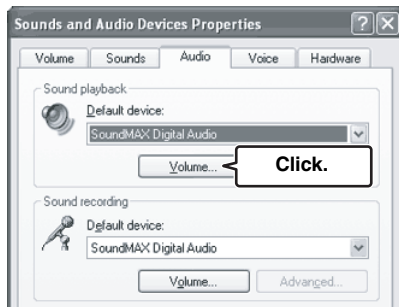 Sounds and Audio Devices Properties
Volume Sounds Audio Voice Hardware
Sound playback
Default device:
SoundMAX Digital Audio
Volume...
Click.
Sound recording
Default device:
SoundMAX Digital Audio
Volume... Advanced...